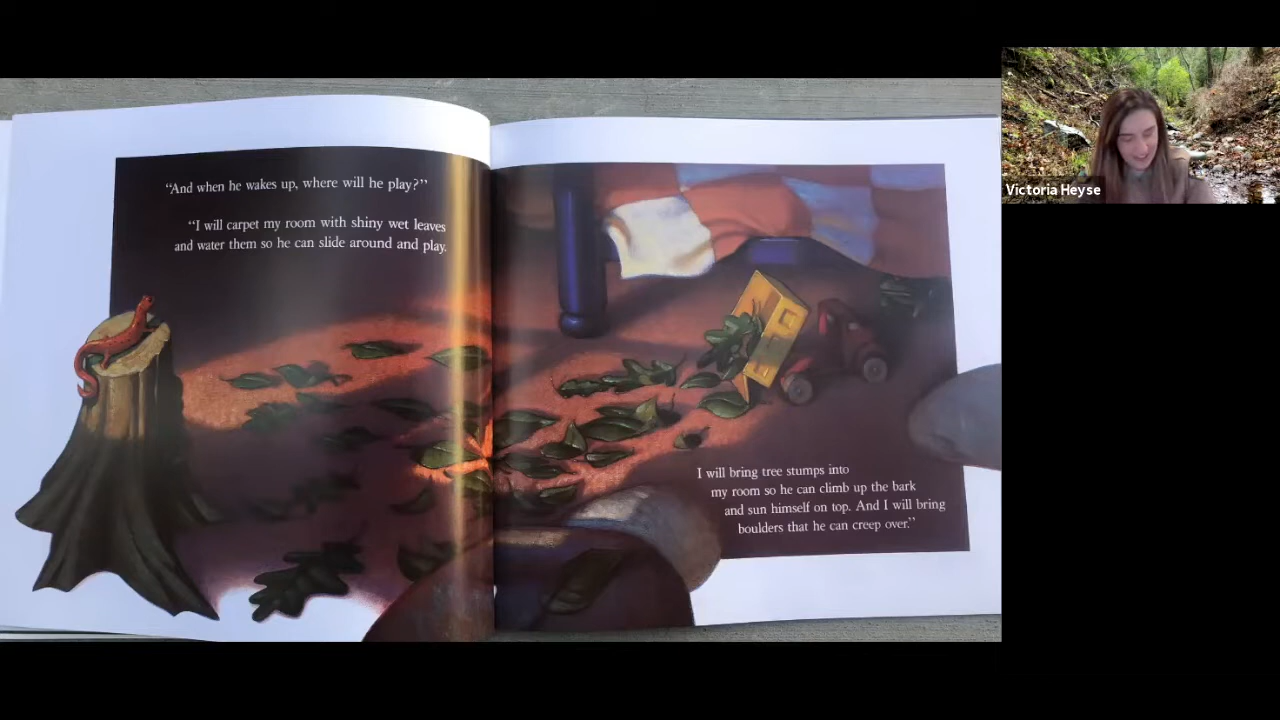 “And when he wakes up, where will he play?”
“I will carpet my room with shiny wet leaves
and water them so he can slide around and play.
I will bring tree stumps into
my room so he can climb up the bark
and sun himself on top. And I will bring
boulders that he can creep over.”
Victoria Heyse